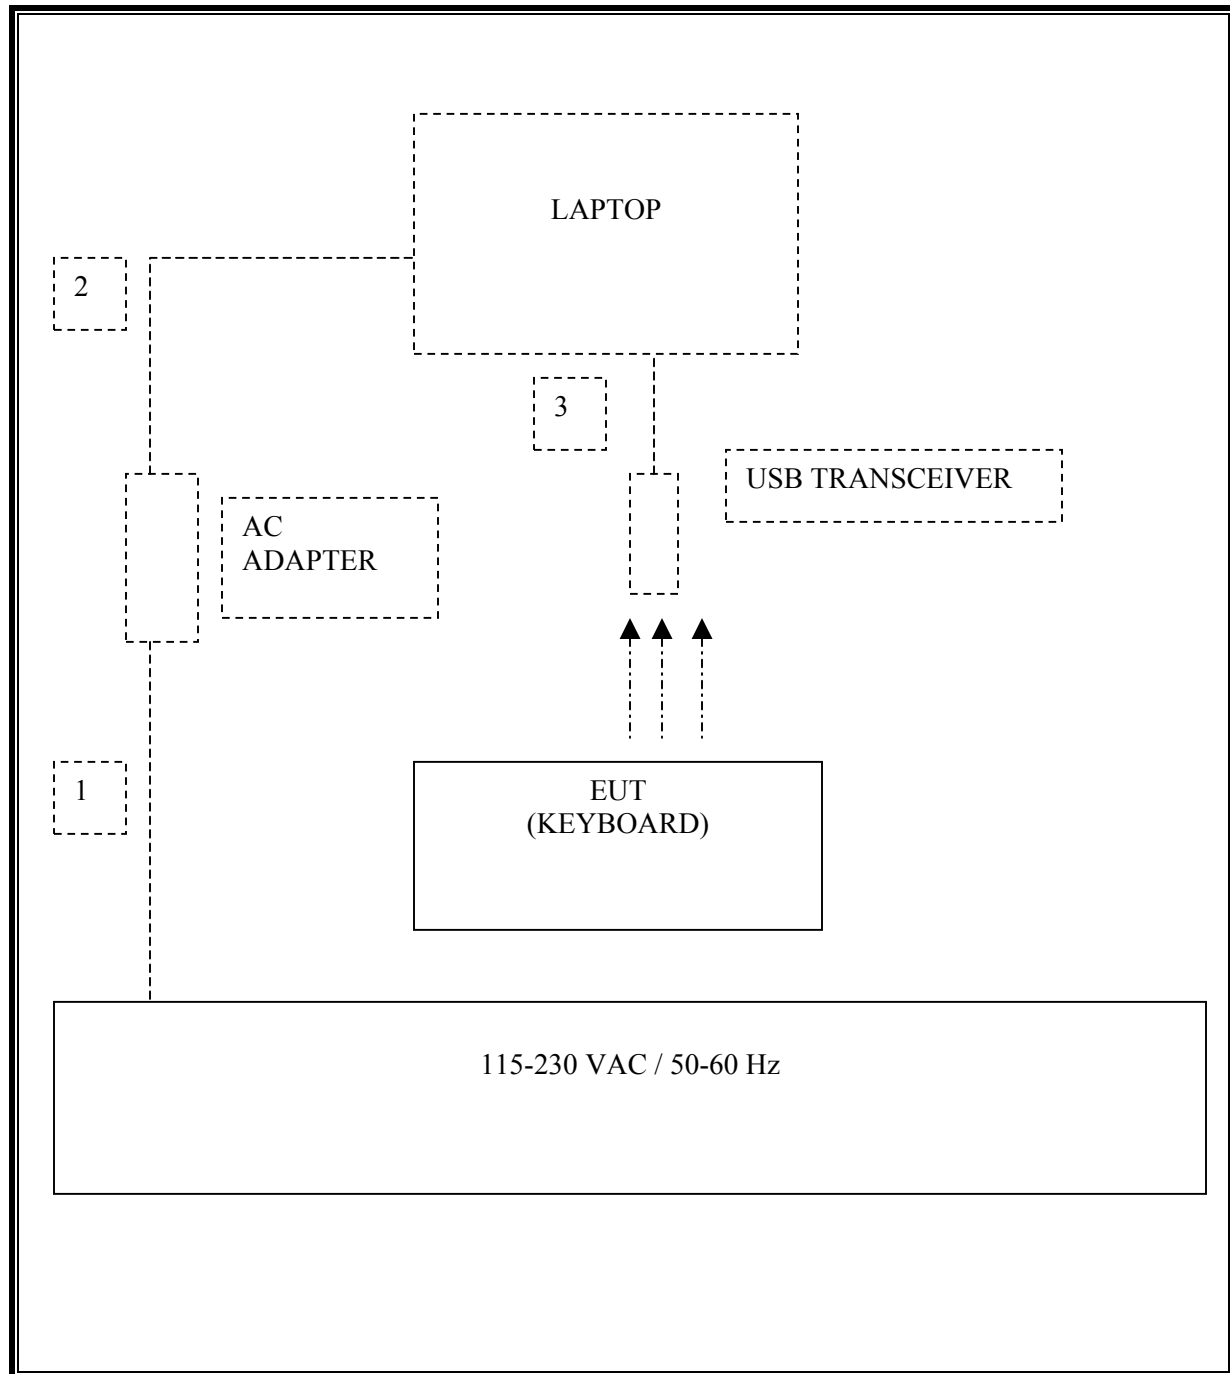 LAPTOP
2
3
USB TRANSCEIVER
AC
ADAPTER
1
EUT
(KEYBOARD)
115-230 VAC / 50-60 Hz